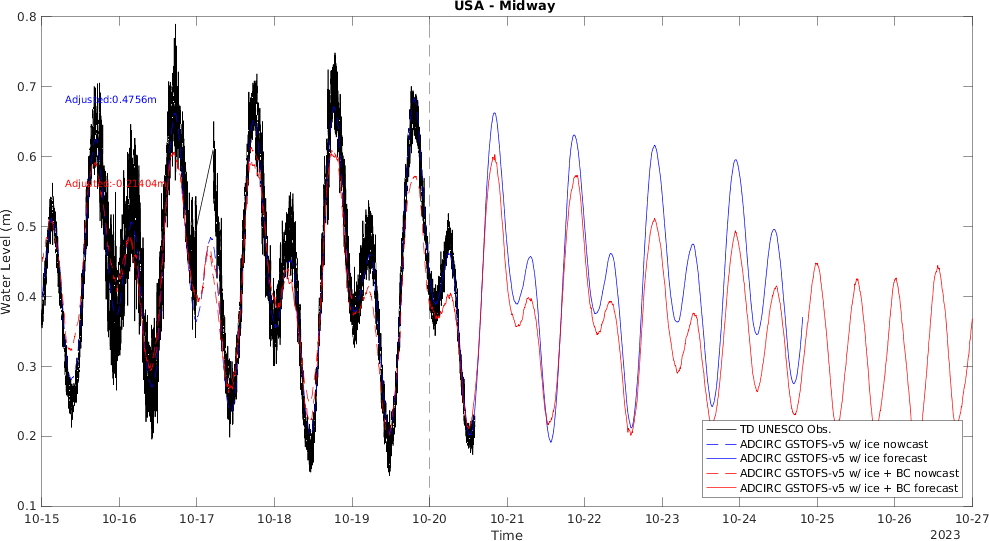 USA - Midway
0.8
0.7
0.6
0.5
0.4
0.3
0.2
0.1
Water Level (m)
Adjusted:0.4756m
Adjusted:-0.21404m
TD UNESCO Obs.
ADCIRC GSTOFS-v5 w/ ice nowcast
ADCIRC GSTOFS-v5 w/ ice forecast
ADCIRC GSTOFS-v5 w/ ice + BC nowcast
ADCIRC GSTOFS-v5 w/ ice + BC forecast
10-15 10-16 10-17 10-18 10-19 10-20 10-21 10-22 10-23 10-24 10-25 10-26 10-27
Time
2023